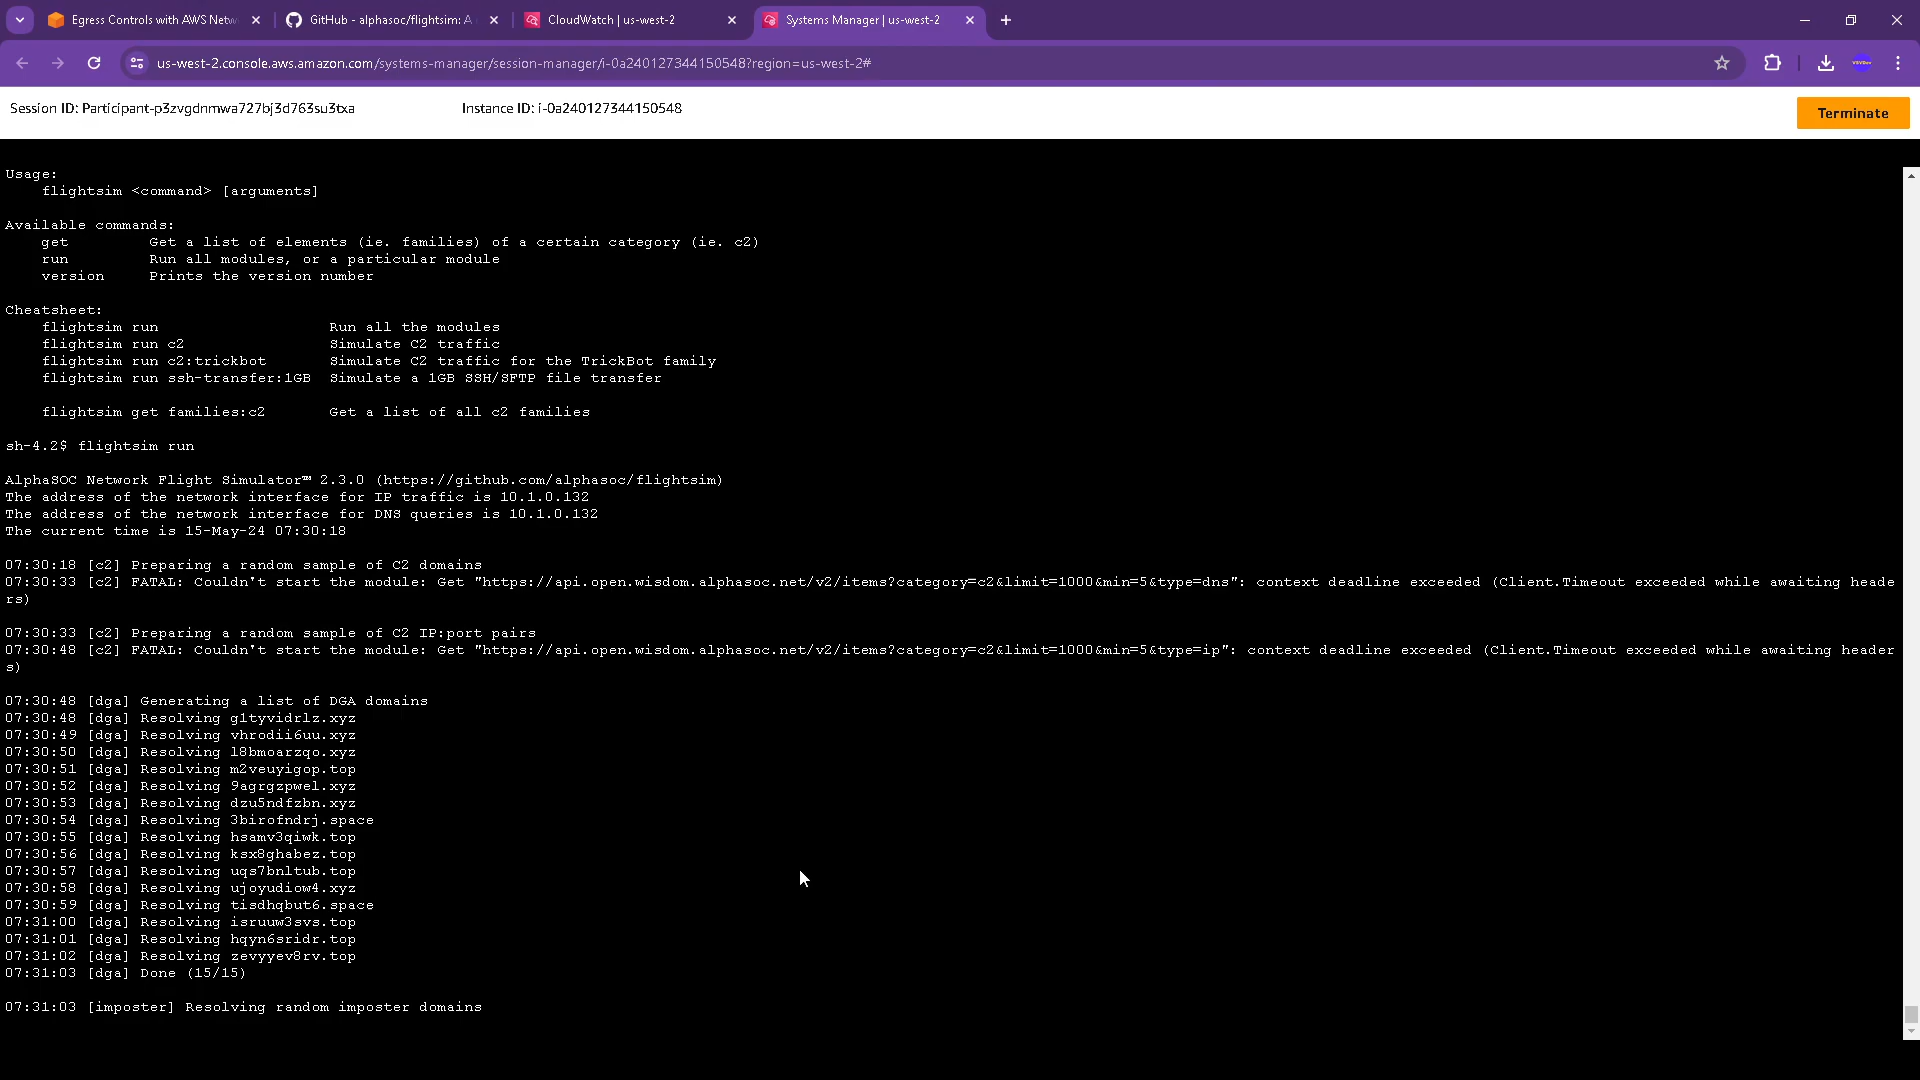 Egress Controls with AWS Netw
GitHub - alphasoc/flightsim: A
CloudWatch | us-west-2
Systems Manager | us-west-2
us-west-2.console.aws.amazon.com/systems-manager/session-manager/i-0a240127344150548?region=us-west-2#
Session ID: Participant-p3zvgdnmwa727bj3d763su3txa
Instance ID: i-0a240127344150548
Terminate
Usage:
flightsim <command> [arguments]
Available commands:
get Get a list of elements (ie. families) of a certain category (ie. c2)
run Run all modules, or a particular module
version Prints the version number
Cheatsheet:
flightsim run Run all the modules
flightsim run c2 Simulate C2 traffic
flightsim run c2:trickbot Simulate C2 traffic for the TrickBot family
flightsim run ssh-transfer:1GB Simulate a 1GB SSH/SFTP file transfer
flightsim get families:c2 Get a list of all c2 families
sh-4.2$ flightsim run
AlphaSOC Network Flight Simulator™ 2.3.0 (https://github.com/alphasoc/flightsim)
The address of the network interface for IP traffic is 10.1.0.132
The address of the network interface for DNS queries is 10.1.0.132
The current time is 15-May-24 07:30:18
07:30:18 [c2] Preparing a random sample of C2 domains
07:30:33 [c2] FATAL: Couldn't start the module: Get "https://api.open.wisdom.alphasoc.net/v2/items?category=c2&limit=1000&min=5&type=dns": context deadline exceeded (Client.Timeout exceeded while awaiting heade
rs)
07:30:33 [c2] Preparing a random sample of C2 IP:port pairs
07:30:48 [c2] FATAL: Couldn't start the module: Get "https://api.open.wisdom.alphasoc.net/v2/items?category=c2&limit=1000&min=5&type=ip": context deadline exceeded (Client.Timeout exceeded while awaiting header
s)
07:30:48 [dga] Generating a list of DGA domains
07:30:48 [dga] Resolving g1tyvidrlz.xyz
07:30:49 [dga] Resolving vhrodii6uu.xyz
07:30:50 [dga] Resolving l8bmoarzqo.xyz
07:30:51 [dga] Resolving m2veuyigop.top
07:30:52 [dga] Resolving 9agrgzpwel.xyz
07:30:53 [dga] Resolving dzu5ndfzbn.xyz
07:30:54 [dga] Resolving 3birofndrj.space
07:30:55 [dga] Resolving hsamv3qiwk.top
07:30:56 [dga] Resolving ksx8ghabez.top
07:30:57 [dga] Resolving uqs7bnltub.top
07:30:58 [dga] Resolving ujoyudiow4.xyz
07:30:59 [dga] Resolving tisdhqbut6.space
07:31:00 [dga] Resolving isruuw3svs.top
07:31:01 [dga] Resolving hqyn6sridr.top
07:31:02 [dga] Resolving zevyyev8rv.top
07:31:03 [dga] Done (15/15)
07:31:03 [imposter] Resolving random imposter domains